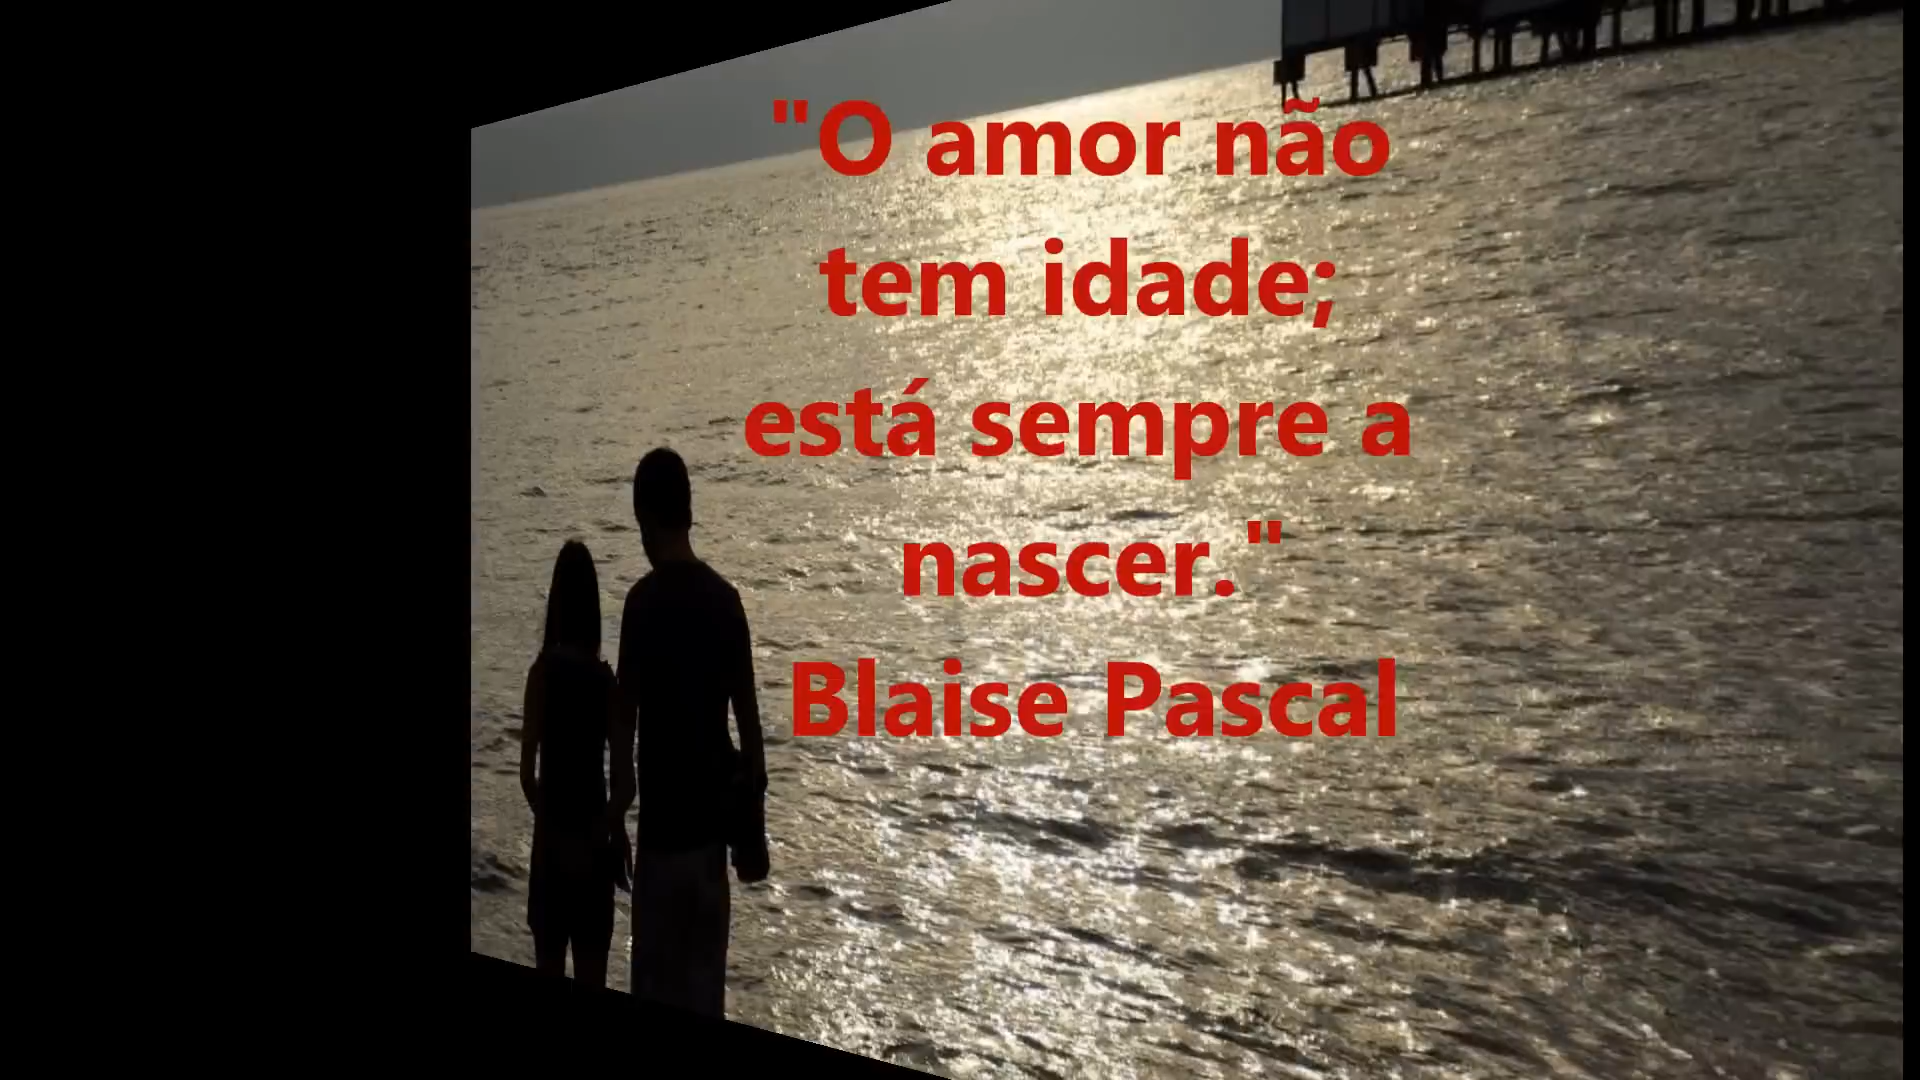 "O amor não
tem idade;
está sempre a
nascer."
Blaise Pascal